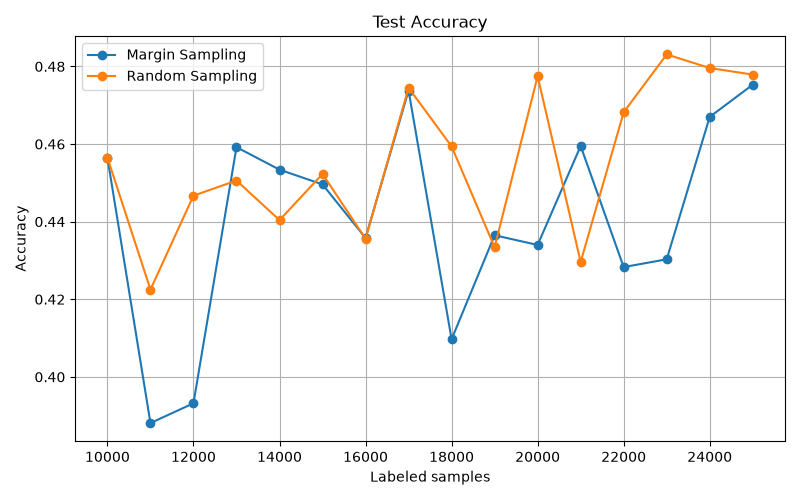 Test Accuracy
Margin Sampling
Random Sampling
0.48
0.46
0.44
0.42
0.40
Accuracy
10000 12000 14000 16000 18000 20000 22000 24000
Labeled samples